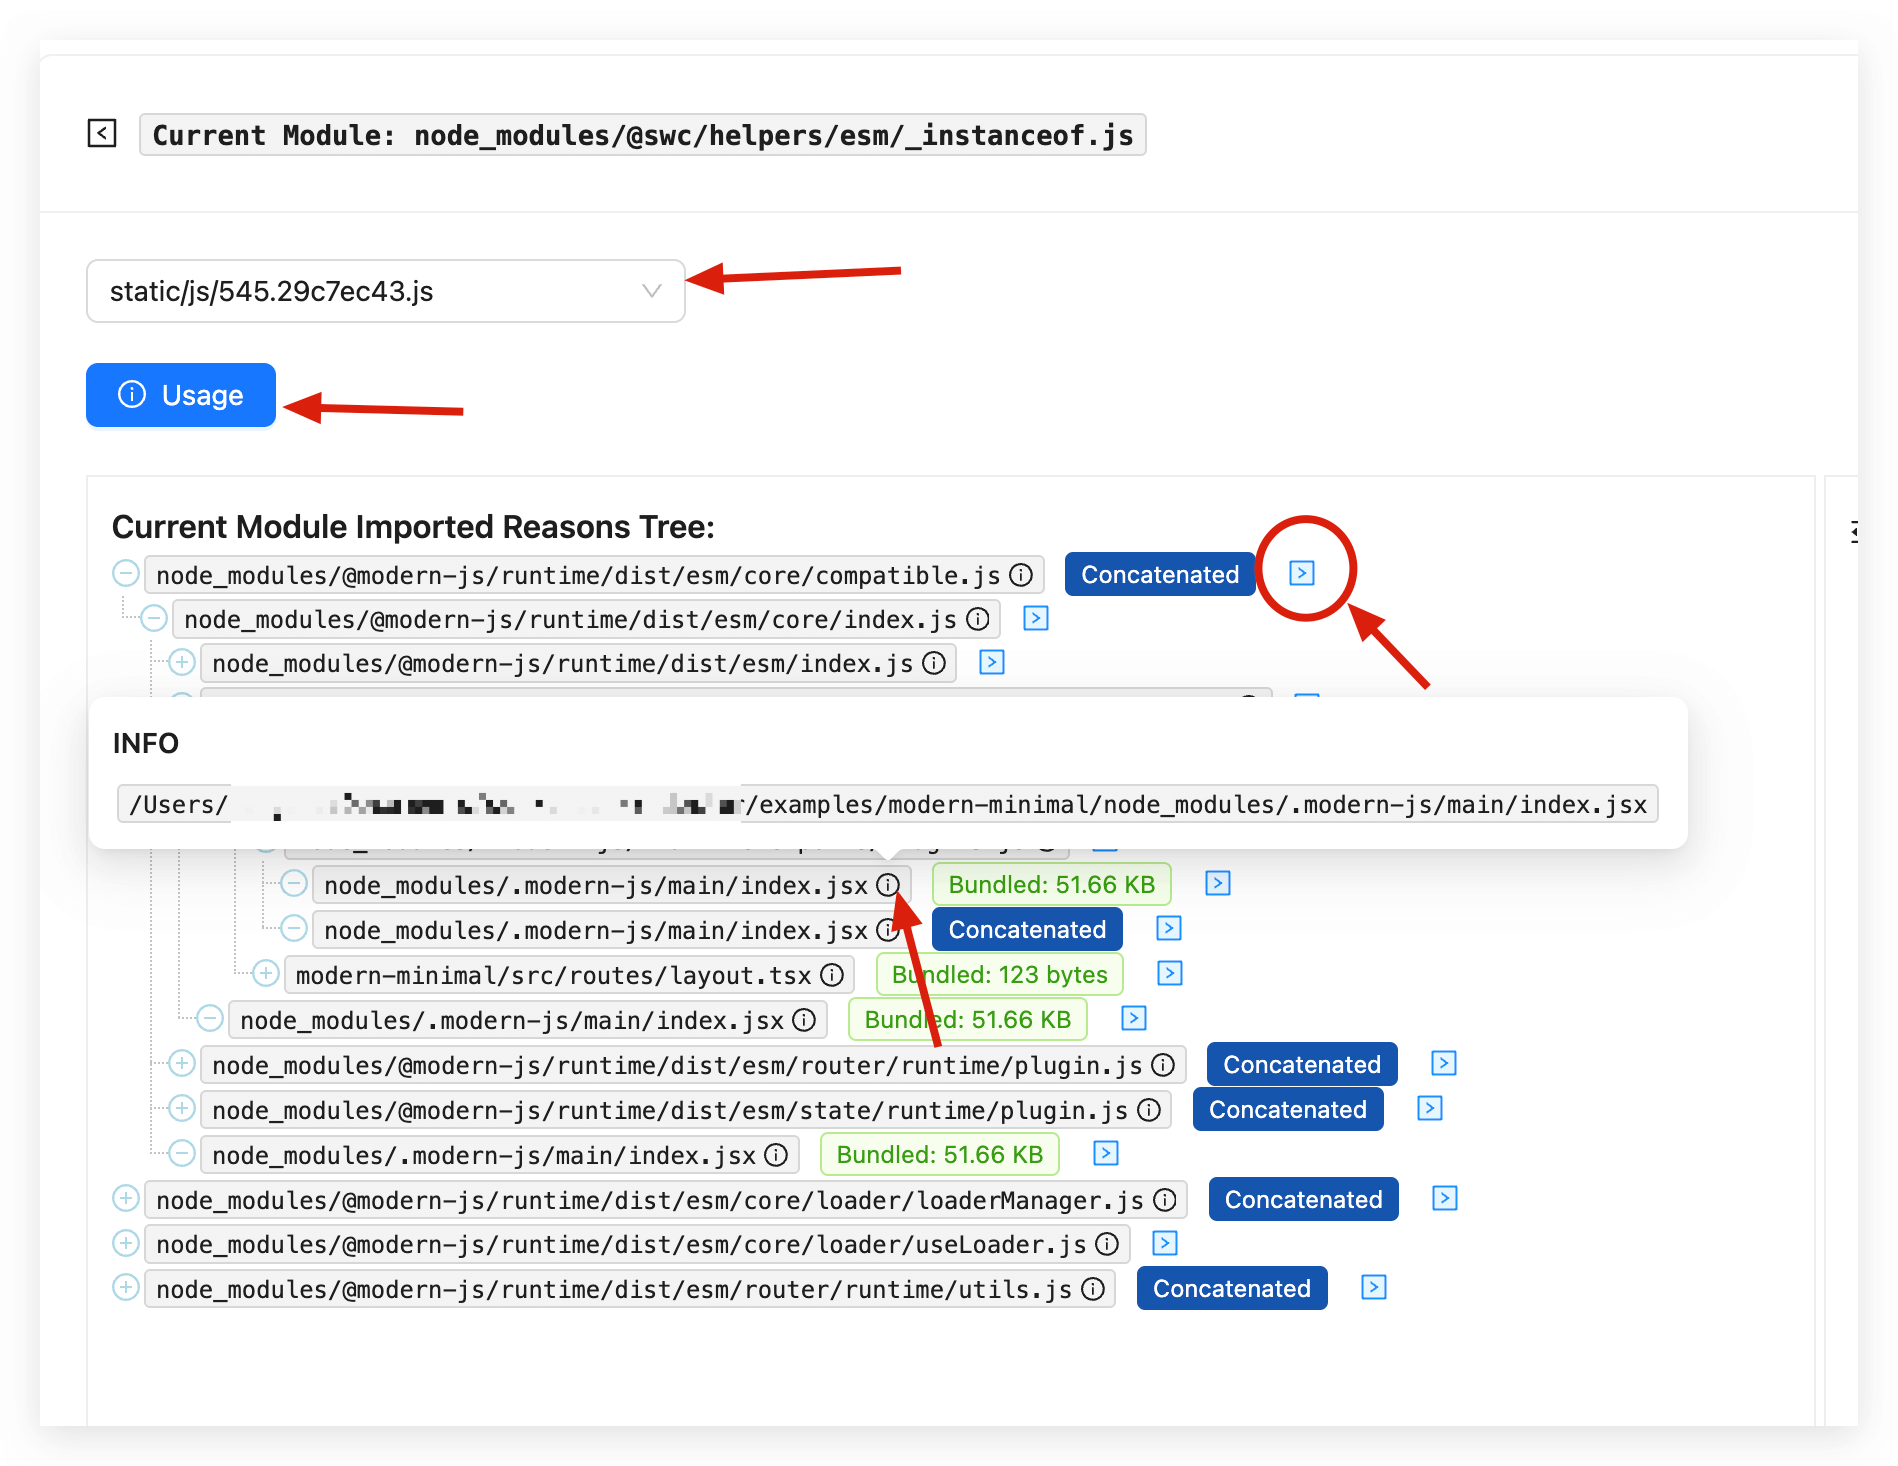 Current Module: node_modules/@swc/helpers/esm/_instanceof.js
static/js/545.29c7ec43.js
Usage
Current Module Imported Reasons Tree:
node_modules/@modern-js/runtime/dist/esm/core/compatible.js Concatenated
node_modules/@modern-js/runtime/dist/esm/core/index.js
node_modules/@modern-js/runtime/dist/esm/index.js
INFO
/Users/ /examples/modern-minimal/node_modules/.modern-js/main/index.jsx
node_modules/.modern-js/main/index.jsx Bundled: 51.66 KB
node_modules/.modern-js/main/index.jsx Concatenated
modern-minimal/src/routes/layout.tsx Bundled: 123 bytes
node_modules/.modern-js/main/index.jsx Bundled: 51.66 KB
node_modules/@modern-js/runtime/dist/esm/router/runtime/plugin.js Concatenated
node_modules/@modern-js/runtime/dist/esm/state/runtime/plugin.js Concatenated
node_modules/.modern-js/main/index.jsx Bundled: 51.66 KB
node_modules/@modern-js/runtime/dist/esm/core/loader/loaderManager.js Concatenated
node_modules/@modern-js/runtime/dist/esm/core/loader/useLoader.js
node_modules/@modern-js/runtime/dist/esm/router/runtime/utils.js Concatenated